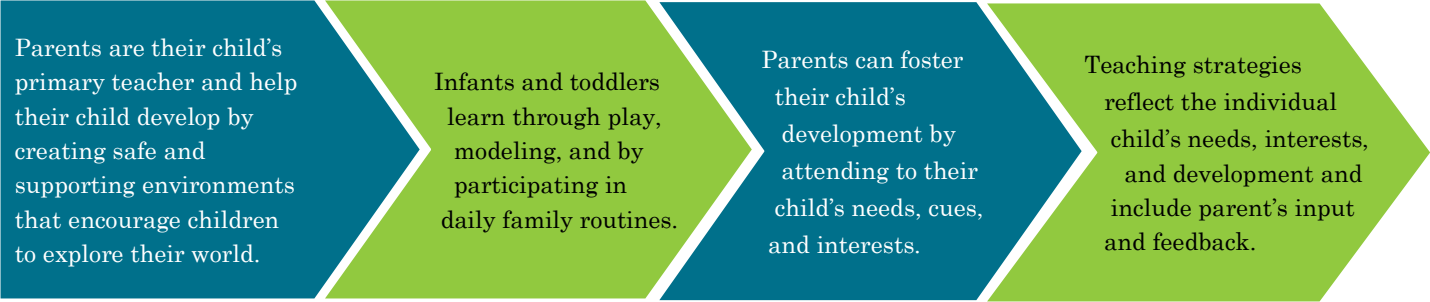 Parents are their child’s
primary teacher and help
their child develop by
creating safe and
supporting environments
that encourage children
to explore their world.
Infants and toddlers
learn through play,
modeling, and by
participating in
daily family routines.
Parents can foster
their child’s
development by
attending to their
child’s needs, cues,
and interests.
Teaching strategies
reflect the individual
child’s needs, interests,
and development and
include parent’s input
and feedback.